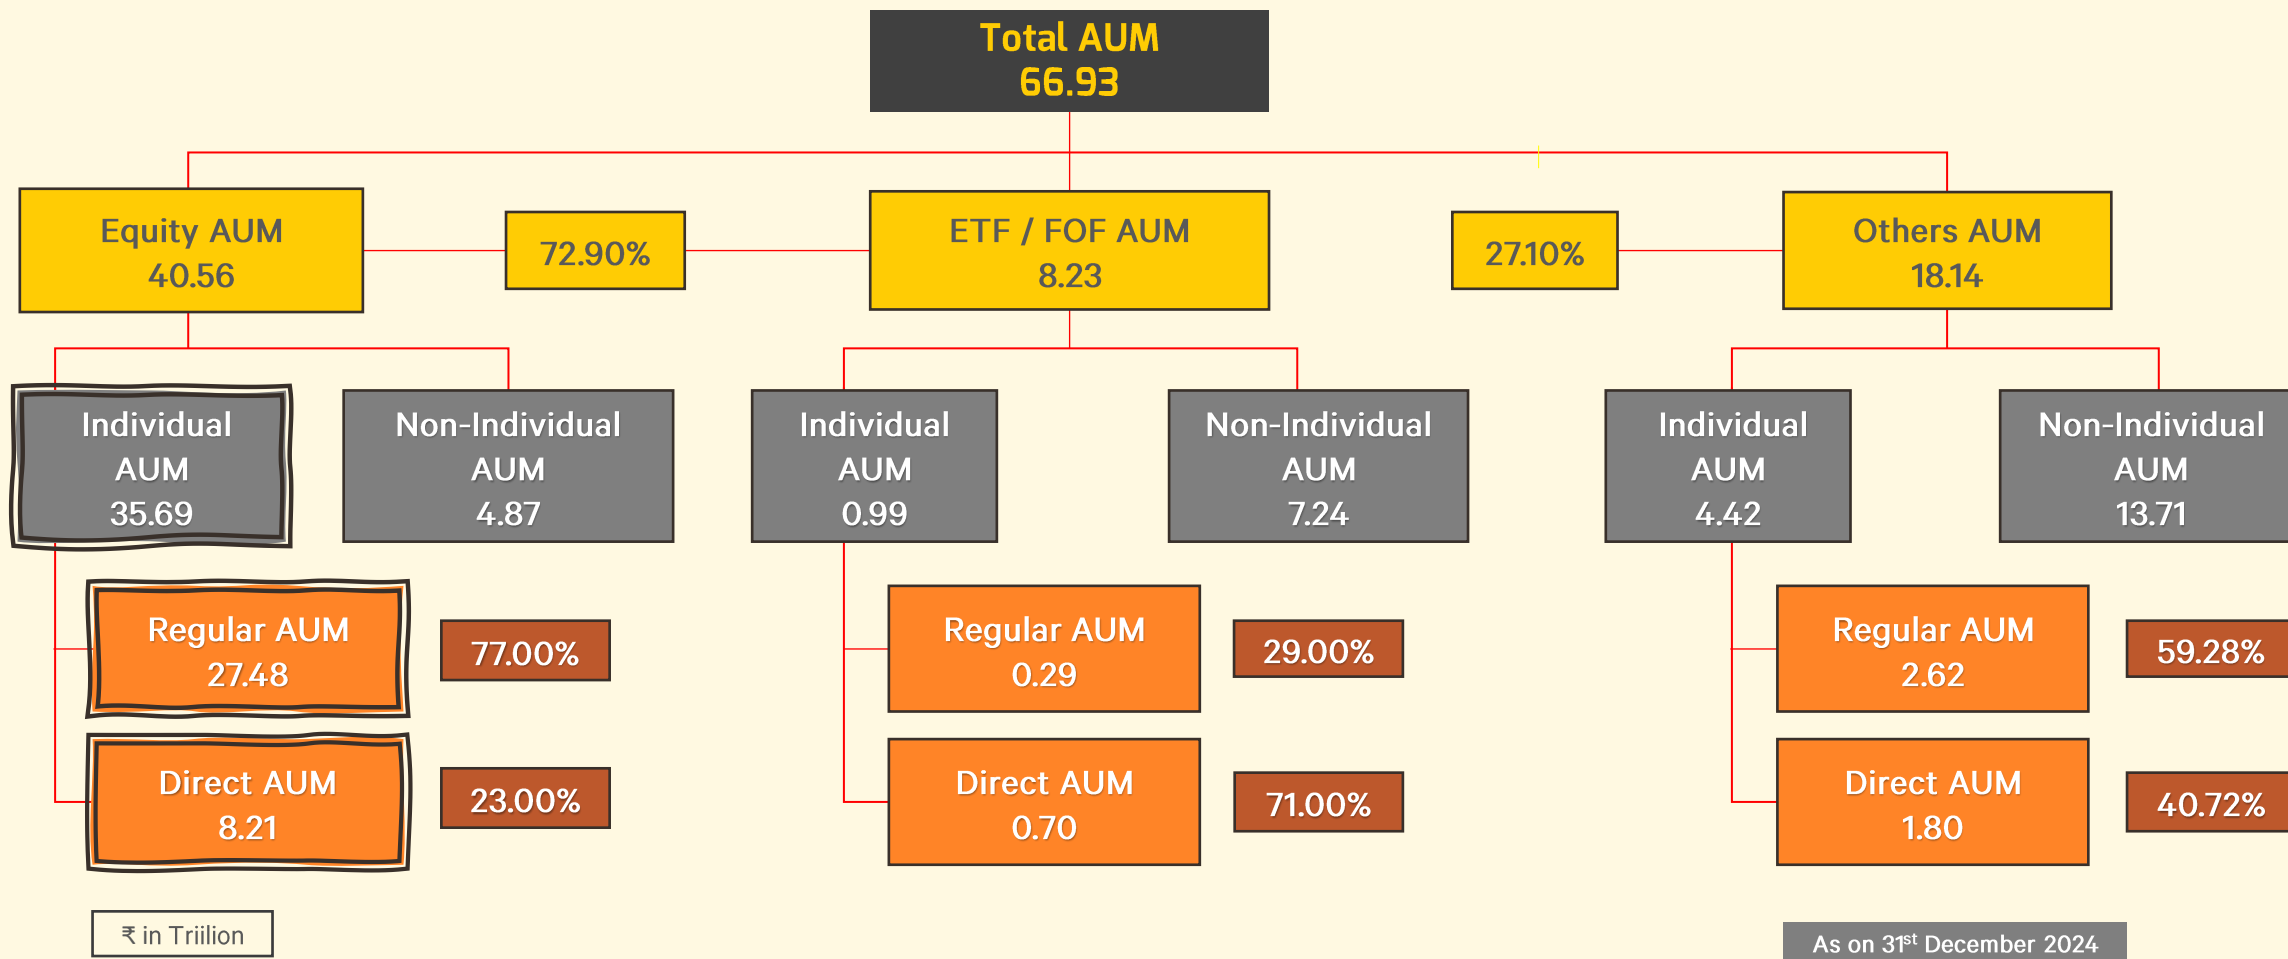 Total AUM
66.93
Equity AUM
40.56
72.90%
ETF / FOF AUM
8.23
27.10%
Others AUM
18.14
Individual
AUM
35.69
Non-Individual
AUM
4.87
Individual
AUM
0.99
Non-Individual
AUM
7.24
Individual
AUM
4.42
Non-Individual
AUM
13.71
Regular AUM
27.48
77.00%
Regular AUM
0.29
29.00%
Regular AUM
2.62
59.28%
Direct AUM
8.21
23.00%
Direct AUM
0.70
71.00%
Direct AUM
1.80
40.72%
₹ in Triilion
As on 31st December 2024